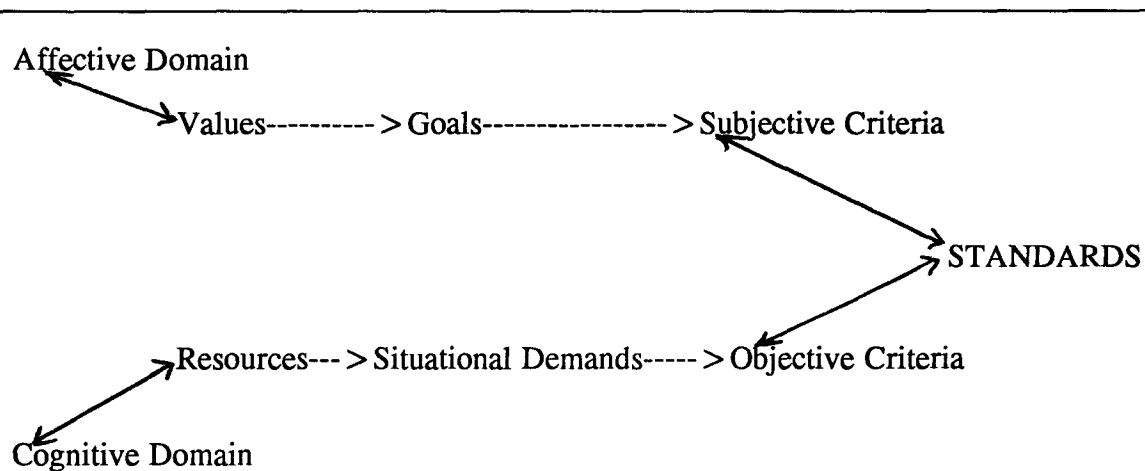 Affective Domain
Values---------- > Goals----------------- > Subjective Criteria
STANDARDS
Resources--- > Situational Demands----- > Objective Criteria
Cognitive Domain